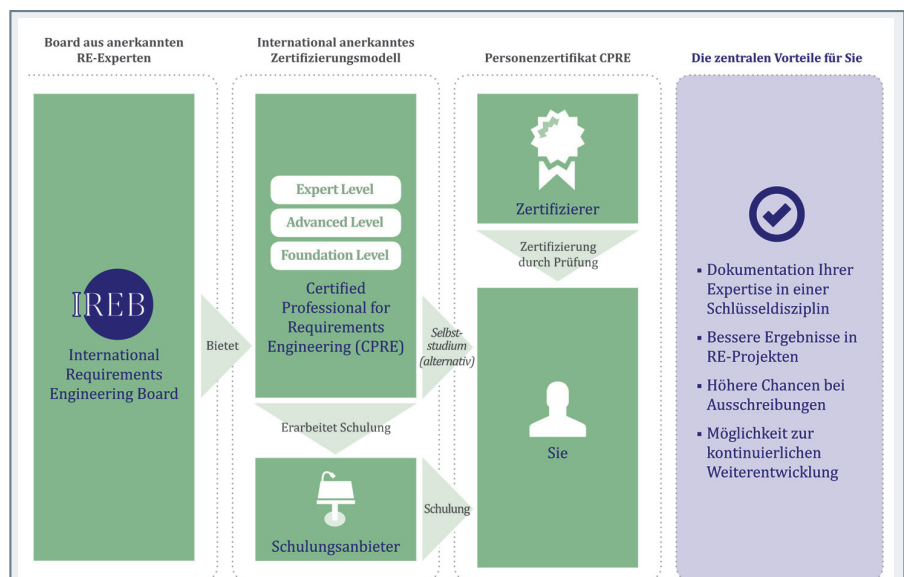 Board aus anerkannten
RE-Experten
International anerkanntes
Zertifizierungsmodell
Personenzertifikat CPRE
Die zentralen Vorteile für Sie
IREB
International
Requirements
Engineering Board
Bietet
Expert Level
Advanced Level
Foundation Level
Certified
Professional for
Requirements
Engineering (CPRE)
Erarbeitet Schulung
Schulungsanbieter
Selbst-
studium
(alternativ)
Schulung
Zertifizierer
Zertifizierung
durch Prüfung
Sie
▪ Dokumentation Ihrer
Expertise in einer
Schlüsseldisziplin
▪ Bessere Ergebnisse in
RE-Projekten
▪ Höhere Chancen bei
Ausschreibungen
▪ Möglichkeit zur
kontinuierlichen
Weiterentwicklung